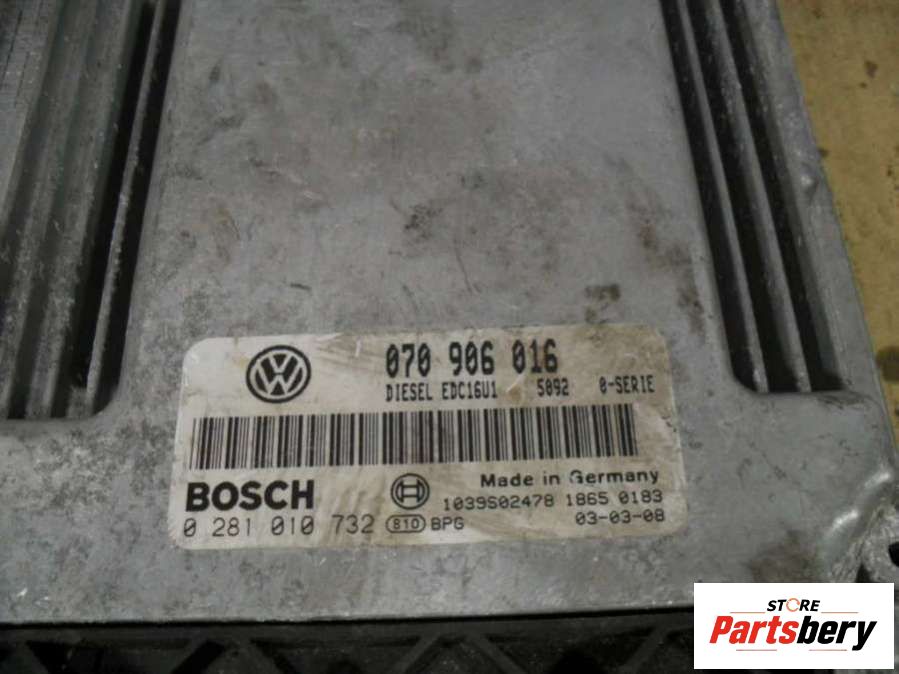 070 906 016
DIESEL EDC16U1 5092 0-SERIE
Made in Germany
BOSCH
1039S02478 1865 0183
0 281 010 732 810 BPG 03-03-08
STORE
Partsbery